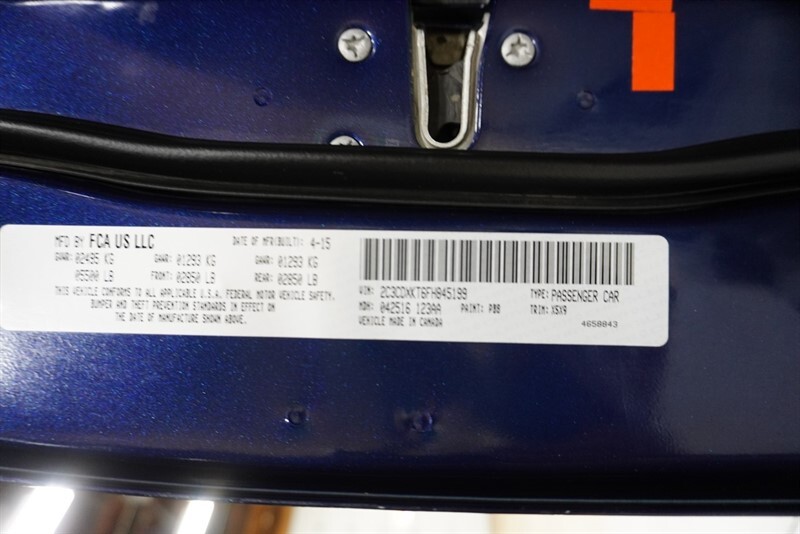 MFD BY FCA US LLC DATE OF MFR(BUILT): 4-15
GVWR: 02495 KG GAWR: 01293 KG GAWR: 01293 KG
05500 LB FRONT: 02850 LB REAR: 02850 LB
THIS VEHICLE CONFORMS TO ALL APPLICABLE U.S.A. FEDERAL MOTOR VEHICLE SAFETY,
BUMPER AND THEFT PREVENTION STANDARDS IN EFFECT ON
THE DATE OF MANUFACTURE SHOWN ABOVE.
VIN: 2C3CDXKT6FH845199 TYPE: PASSENGER CAR
MDH: 042516 123AA PAINT: PBB TRIM: X5X9
VEHICLE MADE IN CANADA 4658843